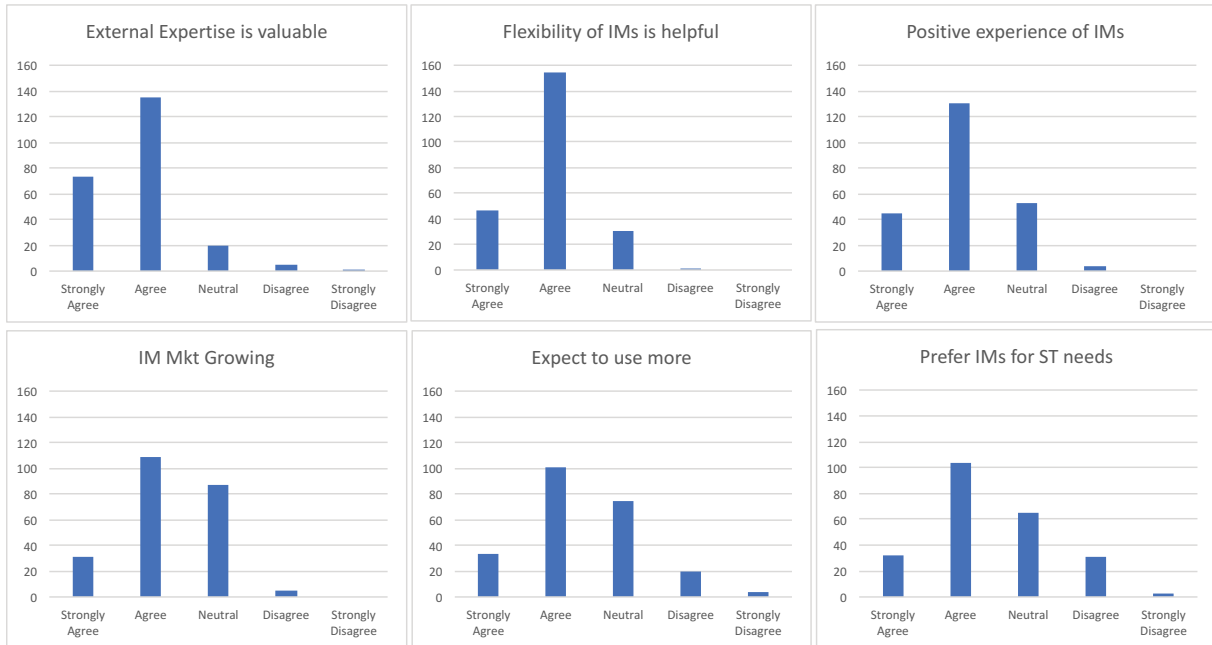 External Expertise is valuable
160
140
120
100
80
60
40
20
0
Strongly Agree
Agree
Neutral
Disagree
Strongly Disagree
Flexibility of IMs is helpful
160
140
120
100
80
60
40
20
0
Strongly Agree
Agree
Neutral
Disagree
Strongly Disagree
Positive experience of IMs
160
140
120
100
80
60
40
20
0
Strongly Agree
Agree
Neutral
Disagree
Strongly Disagree
IM Mkt Growing
160
140
120
100
80
60
40
20
0
Strongly Agree
Agree
Neutral
Disagree
Strongly Disagree
Expect to use more
160
140
120
100
80
60
40
20
0
Strongly Agree
Agree
Neutral
Disagree
Strongly Disagree
Prefer IMs for ST needs
160
140
120
100
80
60
40
20
0
Strongly Agree
Agree
Neutral
Disagree
Strongly Disagree